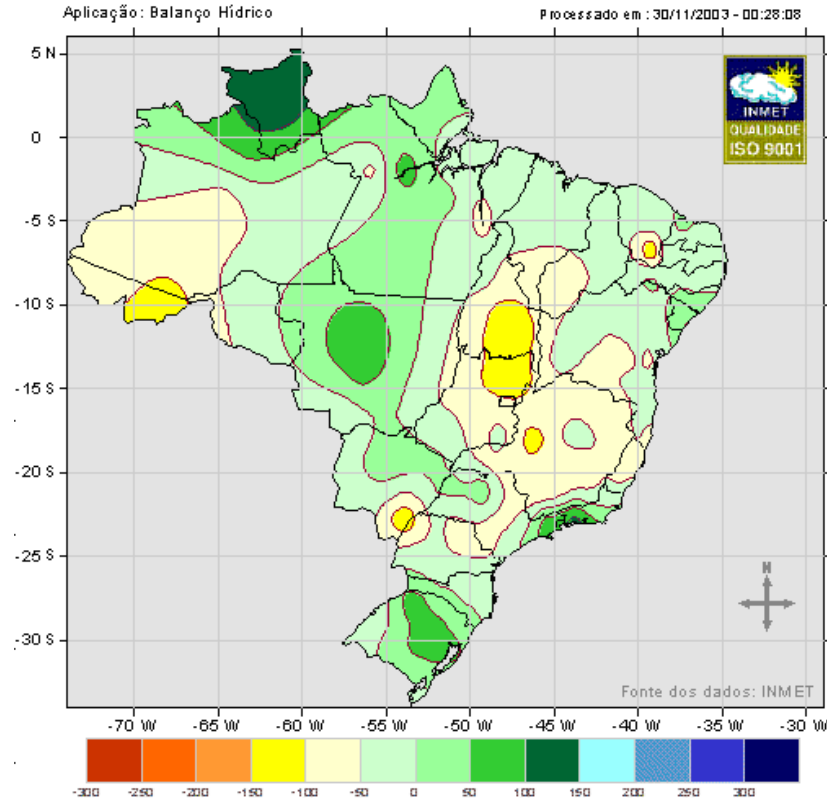 Aplicação: Balanço Hídrico
Processado em : 30/11/2003 - 00:28:08
INMET
QUALIDADE
ISO 9001
5 N
0
-5 S
-10 S
-15 S
-20 S
-25 S
-30 S
N
Fonte dos dados: INMET
-70 W -65 W -60 W -55 W -50 W -45 W -40 W -35 W -30 W
-300 -250 -200 -150 -100 -50 0 50 100 150 200 250 300